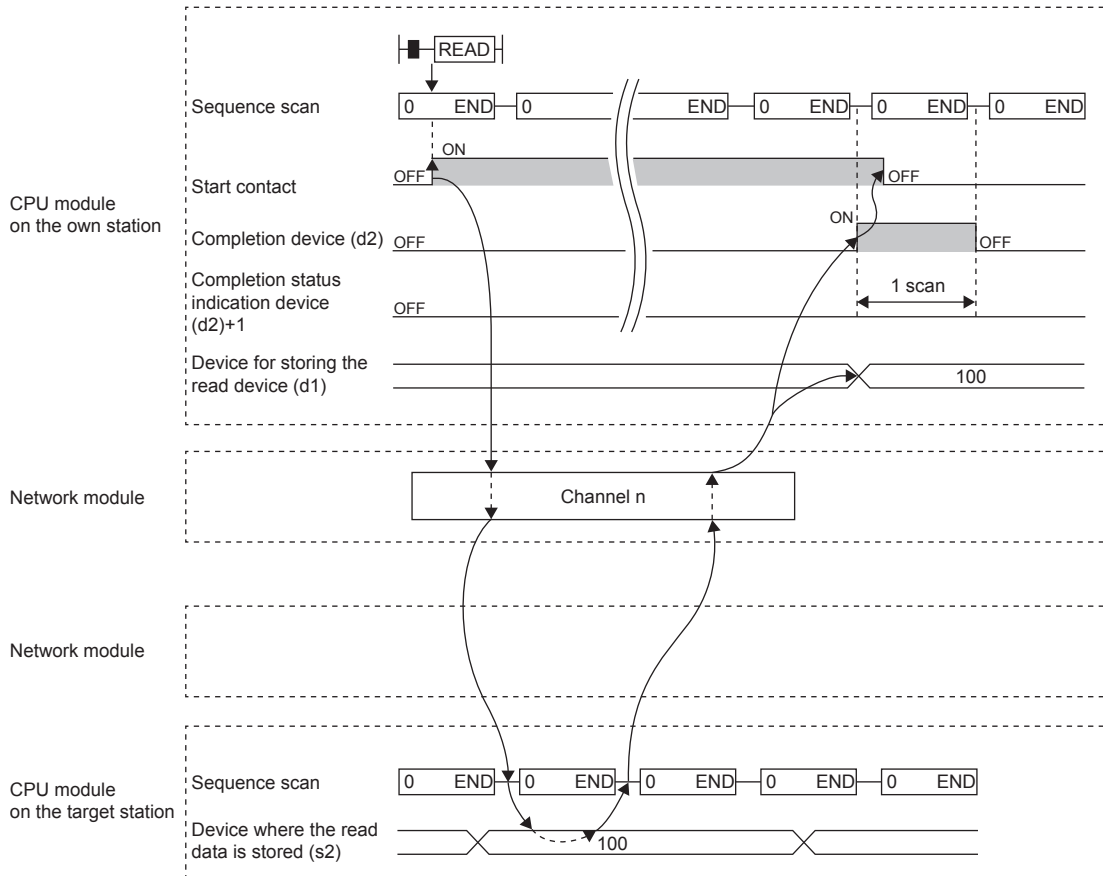 READ
Sequence scan
0 END 0 END 0 END 0 END 0 END
ON
Start contact
OFF
OFF
CPU module
on the own station
ON
Completion device (d2)
OFF
OFF
Completion status
indication device
(d2)+1
OFF
1 scan
Device for storing the
read device (d1)
100
Network module
Channel n
Network module
CPU module
on the target station
Sequence scan
0 END 0 END 0 END 0 END 0 END
Device where the read
data is stored (s2)
100